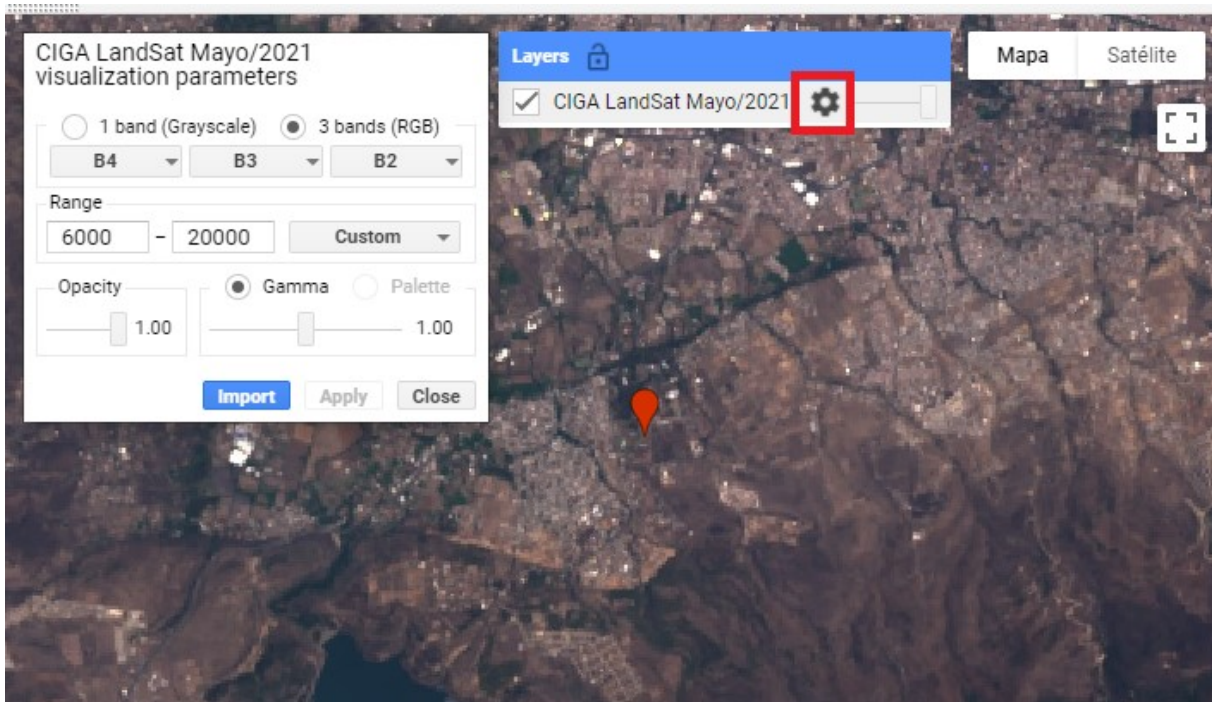 CIGA LandSat Mayo/2021
visualization parameters
1 band (Grayscale) 3 bands (RGB)
B4 B3 B2
Range
6000 – 20000 Custom
Opacity Gamma Palette
1.00 1.00
Import Apply Close
Layers
CIGA LandSat Mayo/2021
Mapa Satélite